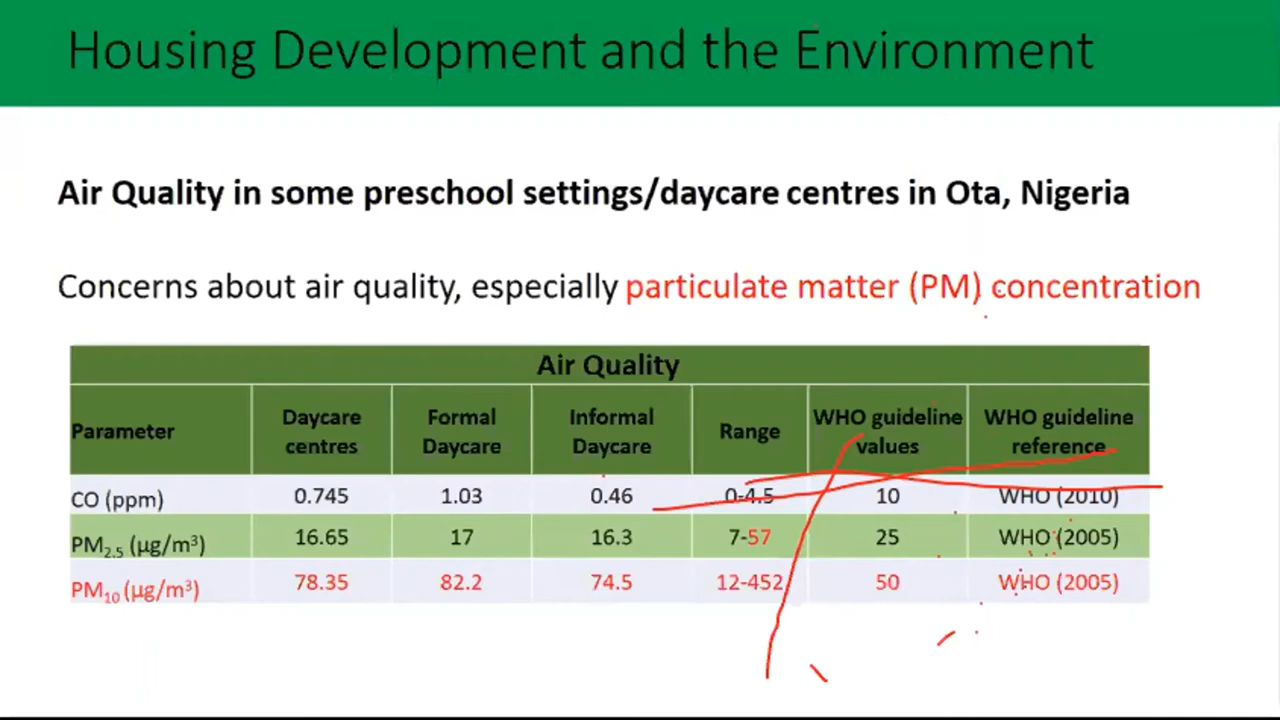 Housing Development and the Environment
Air Quality in some preschool settings/daycare centres in Ota, Nigeria
Concerns about air quality, especially particulate matter (PM) concentration
Air Quality
Parameter Daycare centres Formal Daycare Informal Daycare Range WHO guideline values WHO guideline reference
CO (ppm) 0.745 1.03 0.46 0-4.5 10 WHO (2010)
PM2.5 (µg/m³) 16.65 17 16.3 7-57 25 WHO (2005)
PM10 (µg/m³) 78.35 82.2 74.5 12-452 50 WHO (2005)